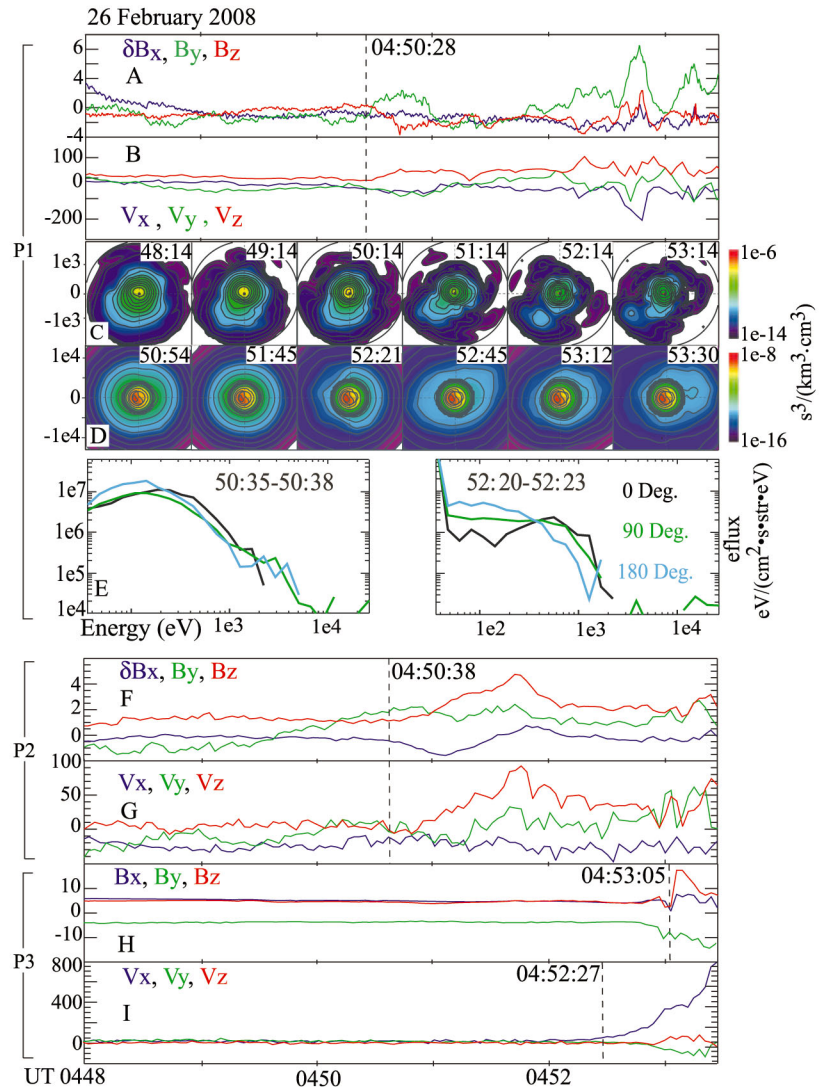 26 February 2008
δBx, By, Bz
04:50:28
A
6
4
0
-4
B
100
0
-200
Vx , Vy , Vz
P1
48:14 49:14 50:14 51:14 52:14 53:14
1e3
0
-1e3
C
1e-6
1e-14
50:54 51:45 52:21 52:45 53:12 53:30
1e4
0
-1e4
D
1e-8
1e-16
s³/(km³·cm³)
50:35-50:38
52:20-52:23
1e7
1e6
1e5
1e4
E
0 Deg.
90 Deg.
180 Deg.
eflux
eV/(cm²•s•str•eV)
Energy (eV)
1e3 1e4
1e2 1e3 1e4
δBx, By, Bz
04:50:38
F
4
2
0
P2
Vx, Vy, Vz
G
100
50
0
Bx, By, Bz
04:53:05
10
0
-10
H
P3
Vx, Vy, Vz
04:52:27
800
400
0
I
UT 0448 0450 0452